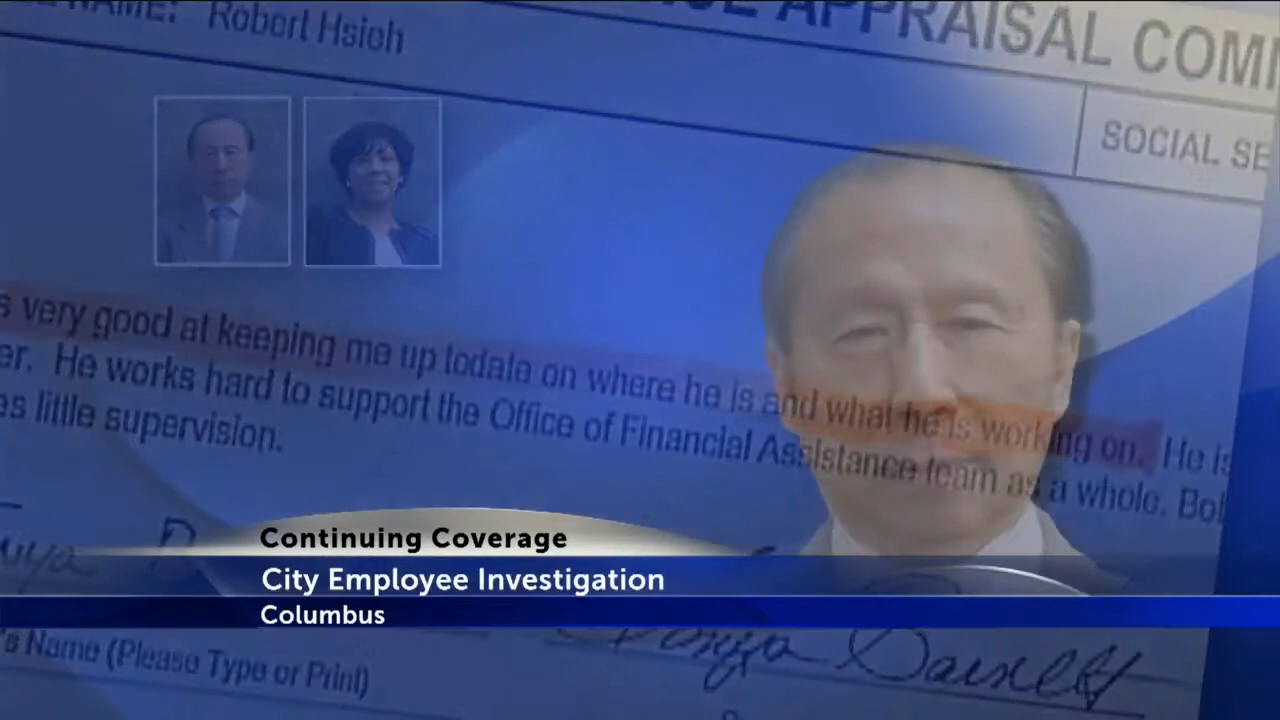 NAME: Robert Hsieh
APPRAISAL COM
SOCIAL SE
s very good at keeping me up todate on where he is and what he is working on. He is
er. He works hard to support the Office of Financial Assistance team as a whole. Bo
es little supervision.
Continuing Coverage
City Employee Investigation
Columbus
's Name (Please Type or Print)